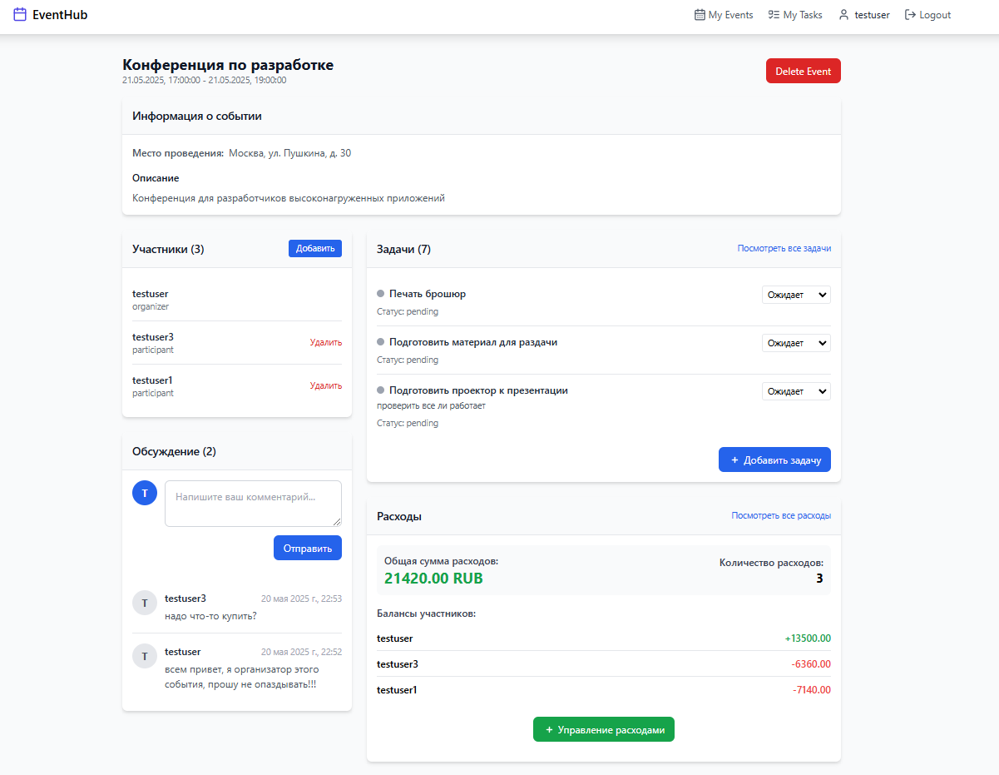 EventHub
My Events
My Tasks
testuser
Logout
Конференция по разработке
21.05.2025, 17:00:00 - 21.05.2025, 19:00:00
Delete Event
Информация о событии
Место проведения: Москва, ул. Пушкина, д. 30
Описание
Конференция для разработчиков высоконагруженных приложений
Участники (3)
Добавить
testuser
organizer
testuser3
participant
Удалить
testuser1
participant
Удалить
Обсуждение (2)
T
Напишите ваш комментарий...
Отправить
T
testuser3
20 мая 2025 г., 22:53
надо что-то купить?
T
testuser
20 мая 2025 г., 22:52
всем привет, я организатор этого
события, прошу не опаздывать!!!
Задачи (7)
Посмотреть все задачи
Печать брошюр
Ожидает
Статус: pending
Подготовить материал для раздачи
Ожидает
Статус: pending
Подготовить проектор к презентации
Ожидает
проверить все ли работает
Статус: pending
+ Добавить задачу
Расходы
Посмотреть все расходы
Общая сумма расходов:
21420.00 RUB
Количество расходов:
3
Балансы участников:
testuser
+13500.00
testuser3
-6360.00
testuser1
-7140.00
+ Управление расходами